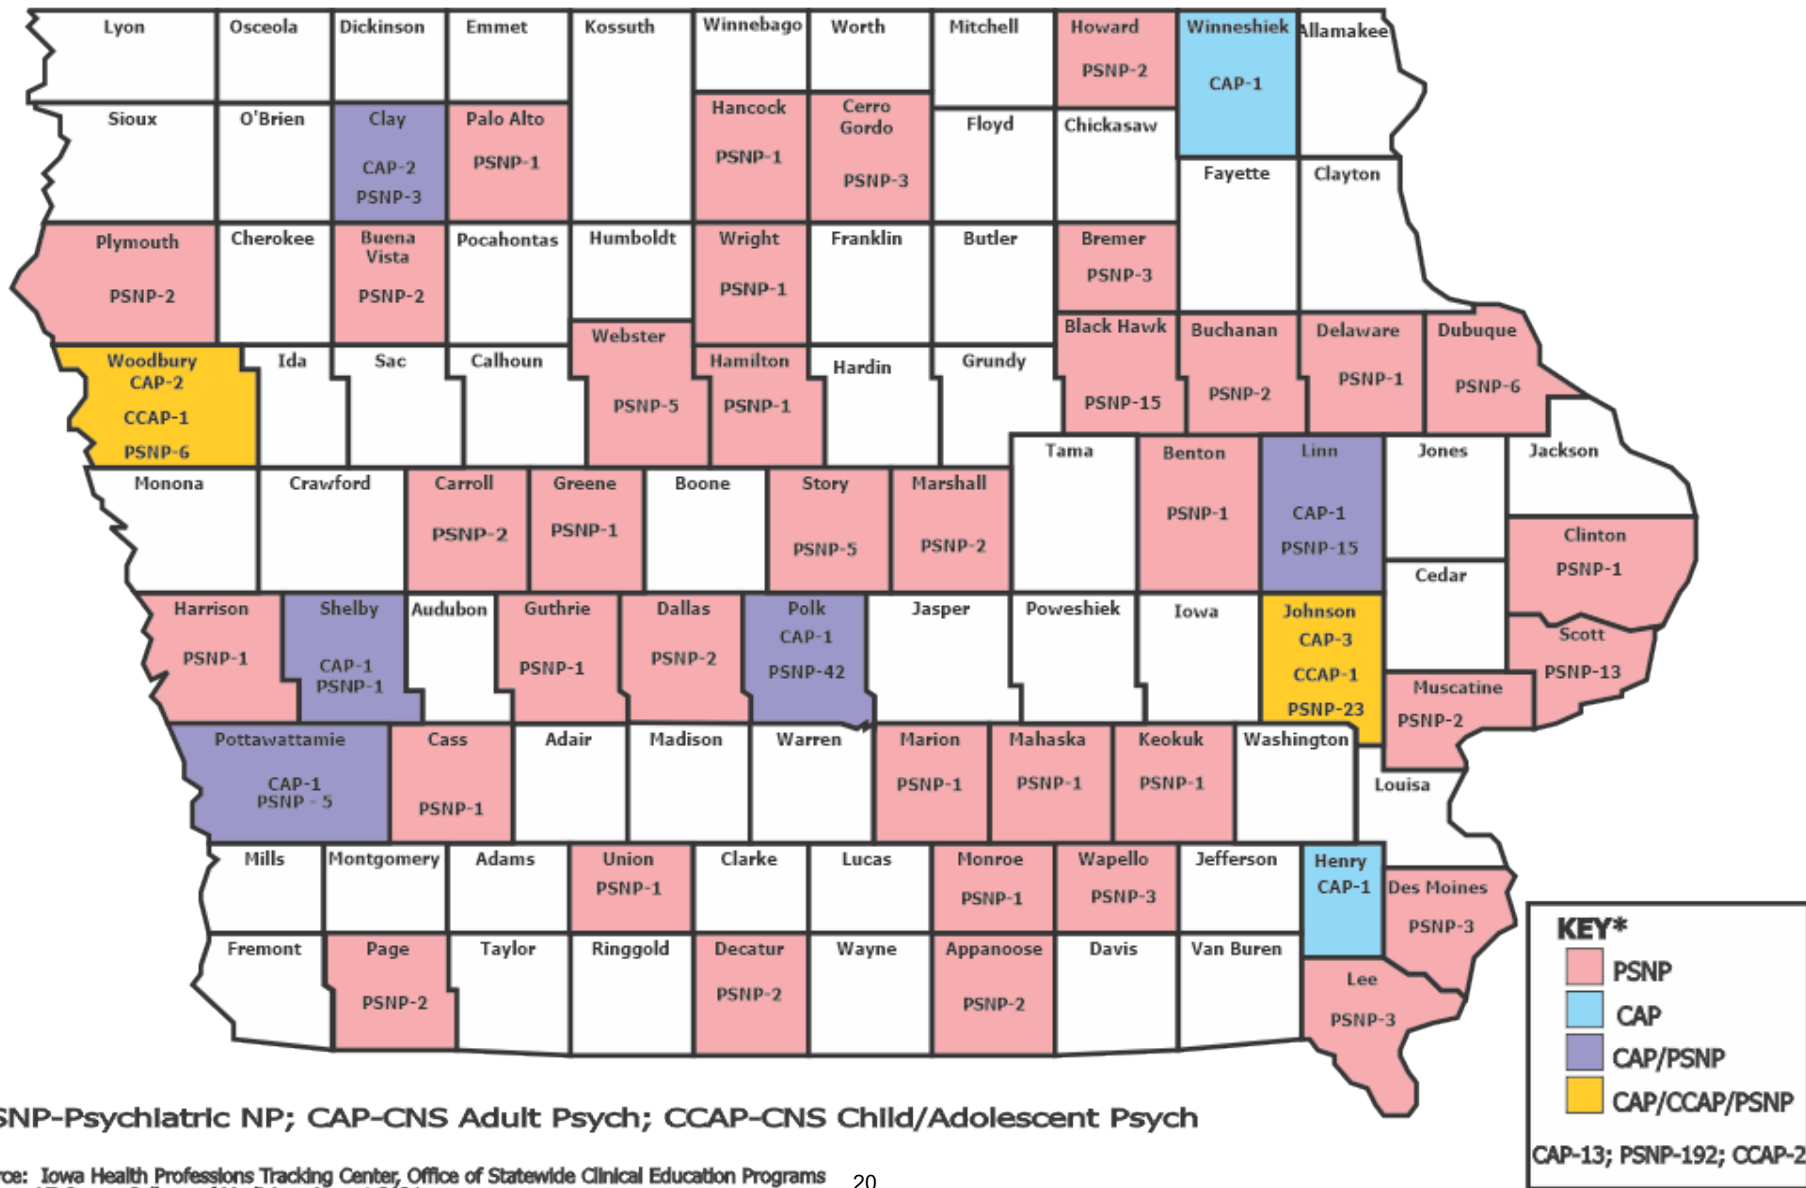 Lyon Osceola Dickinson Emmet Kossuth Winnebago Worth Mitchell Howard Winneshiek Allamakee
PSNP-2
CAP-1
Sioux O'Brien Clay Palo Alto Hancock Cerro Gordo Floyd Chickasaw
CAP-2
PSNP-3
PSNP-1
PSNP-1
PSNP-3
Fayette Clayton
Plymouth Cherokee Buena Vista Pocahontas Humboldt Wright Franklin Butler Bremer
PSNP-2
PSNP-2
PSNP-1
PSNP-3
Webster Black Hawk Buchanan Delaware Dubuque
PSNP-5
PSNP-15
PSNP-2
PSNP-1
PSNP-6
Woodbury Ida Sac Calhoun Hamilton Hardin Grundy
CAP-2
CCAP-1
PSNP-6
PSNP-1
Tama Benton Linn Jones Jackson
PSNP-1
CAP-1
PSNP-15
Monona Crawford Carroll Greene Boone Story Marshall
PSNP-2
PSNP-1
PSNP-5
PSNP-2
Clinton
PSNP-1
Cedar
Harrison Shelby Audubon Guthrie Dallas Polk Jasper Poweshiek Iowa Johnson
PSNP-1
CAP-1
PSNP-1
PSNP-1
PSNP-2
CAP-1
PSNP-42
CAP-3
CCAP-1
PSNP-23
Scott
PSNP-13
Muscatine
PSNP-2
Pottawattamie Cass Adair Madison Warren Marion Mahaska Keokuk Washington
CAP-1
PSNP - 5
PSNP-1
PSNP-1
PSNP-1
PSNP-1
Louisa
Mills Montgomery Adams Union Clarke Lucas Monroe Wapello Jefferson Henry Des Moines
PSNP-1
PSNP-1
PSNP-3
CAP-1
PSNP-3
Fremont Page Taylor Ringgold Decatur Wayne Appanoose Davis Van Buren
PSNP-2
PSNP-2
PSNP-2
Lee
PSNP-3
KEY*
PSNP
CAP
CAP/PSNP
CAP/CCAP/PSNP
CAP-13; PSNP-192; CCAP-2
SNP-Psychiatric NP; CAP-CNS Adult Psych; CCAP-CNS Child/Adolescent Psych
rce: Iowa Health Professions Tracking Center, Office of Statewide Clinical Education Programs
20